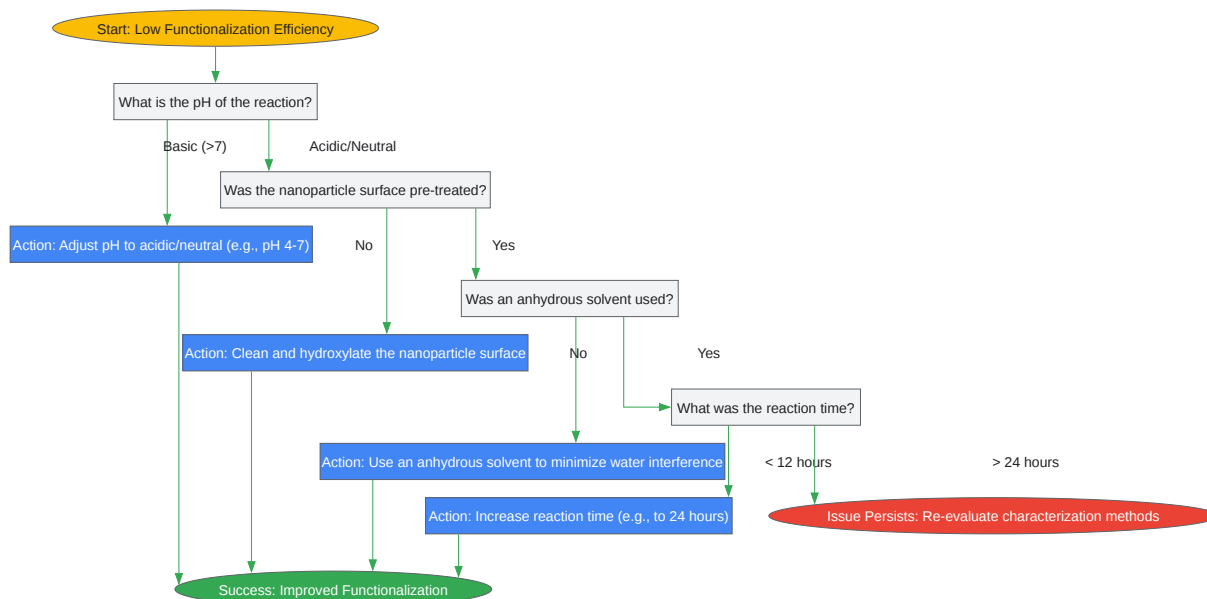 Start: Low Functionalization Efficiency
What is the pH of the reaction?
Basic (>7)
Acidic/Neutral
Was the nanoparticle surface pre-treated?
Action: Adjust pH to acidic/neutral (e.g., pH 4-7)
No
Yes
Was an anhydrous solvent used?
Action: Clean and hydroxylate the nanoparticle surface
No
Yes
What was the reaction time?
Action: Use an anhydrous solvent to minimize water interference
< 12 hours
> 24 hours
Action: Increase reaction time (e.g., to 24 hours)
Issue Persists: Re-evaluate characterization methods
Success: Improved Functionalization